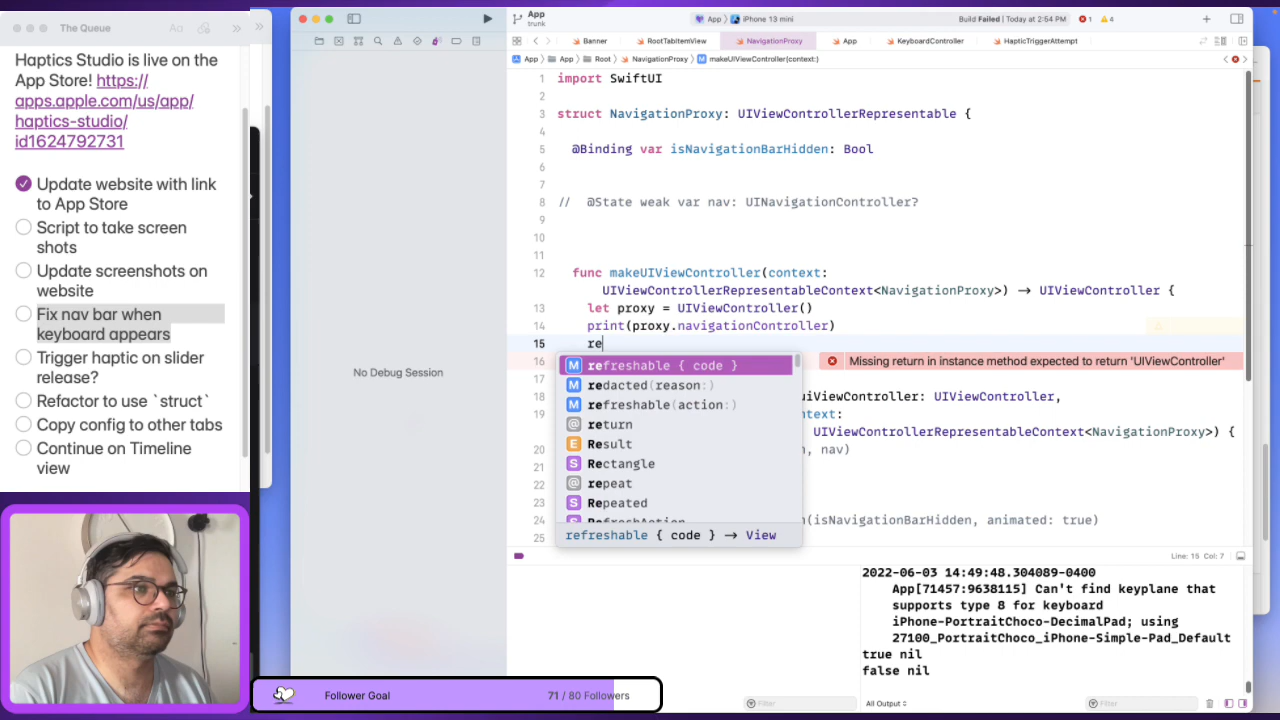 The Queue
Aa
Haptics Studio is live on the
App Store! https://
apps.apple.com/us/app/
haptics-studio/
id1624792731
Update website with link
to App Store
Script to take screen
shots
Update screenshots on
website
Fix nav bar when
keyboard appears
Trigger haptic on slider
release?
Refactor to use `struct`
Copy config to other tabs
Continue on Timeline
view
App
trunk
App
iPhone 13 mini
Build Failed | Today at 2:54 PM
1
4
Banner
RootTabItemView
NavigationProxy
App
KeyboardController
HapticTriggerAttempt
App
App
Root
NavigationProxy
makeUIViewController(context:)
1 import SwiftUI
2
3 struct NavigationProxy: UIViewControllerRepresentable {
4
5 @Binding var isNavigationBarHidden: Bool
6
7
8 // @State weak var nav: UINavigationController?
9
10
11
12 func makeUIViewController(context:
UIViewControllerRepresentableContext<NavigationProxy>) -> UIViewController {
13 let proxy = UIViewController()
14 print(proxy.navigationController)
15 re
16 Missing return in instance method expected to return 'UIViewController'
17
18 uiViewController: UIViewController,
19 ntext:
UIViewControllerRepresentableContext<NavigationProxy>) {
20 n, nav)
21
22
23
24 n(isNavigationBarHidden, animated: true)
25
refreshable { code }
redacted(reason:)
refreshable(action:)
return
Result
Rectangle
repeat
Repeated
RefreshAction
refreshable { code } -> View
No Debug Session
Line: 15 Col: 7
2022-06-03 14:49:48.304089-0400
App[71457:9638115] Can't find keyplane that
supports type 8 for keyboard
iPhone-PortraitChoco-DecimalPad; using
27100_PortraitChoco_iPhone-Simple-Pad_Default
true nil
false nil
Filter
All Output
Filter
Follower Goal
71 / 80 Followers